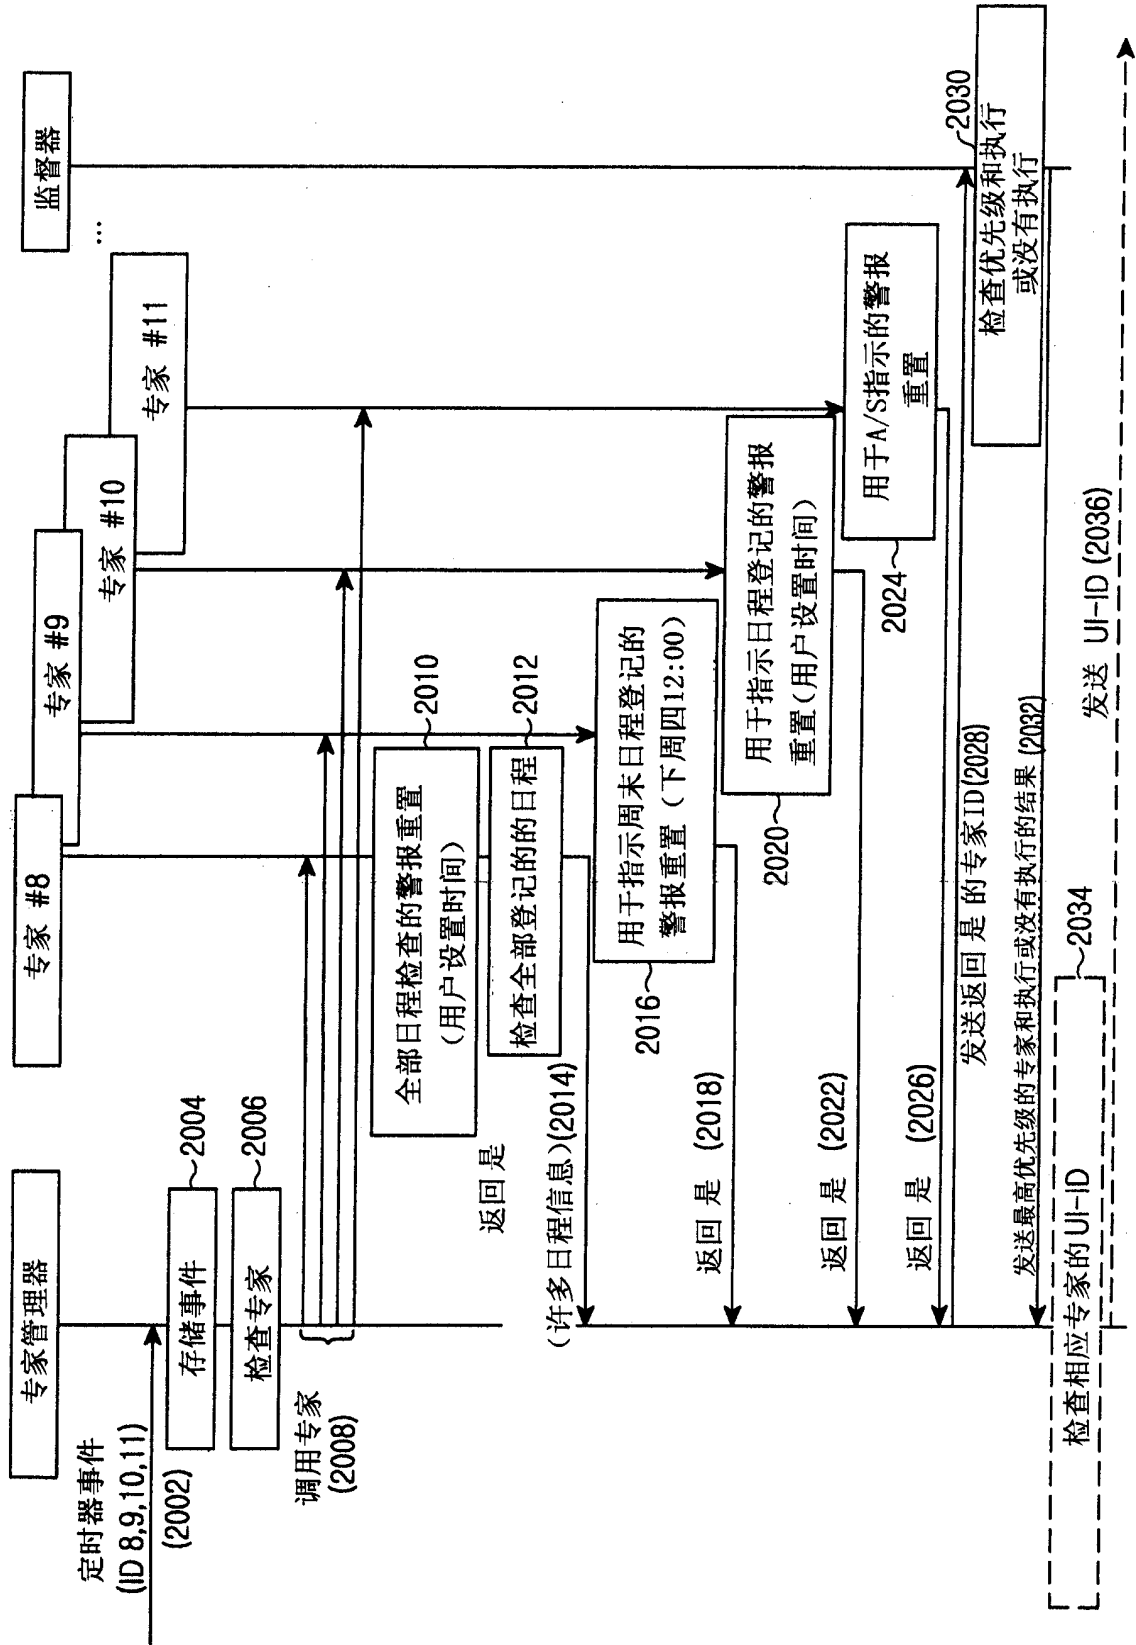 专家管理器
专家 #8
专家 #9
专家 #10
专家 #11
...
监督器
定时器事件
(ID 8,9,10,11)
(2002)
存储事件
2004
检查专家
2006
调用专家
(2008)
全部日程检查的警报重置
(用户设置时间)
2010
检查全部登记的的日程
2012
返回 是
(许多日程信息)(2014)
用于指示周末日程登记的
警报重置(下周四12:00)
2016
返回 是 (2018)
用于指示日程登记的警报
重置(用户设置时间)
2020
返回 是 (2022)
用于A/S指示的警报
重置
2024
返回 是 (2026)
发送返回 是 的专家ID(2028)
检查优先级和执行
或没有执行
2030
发送最高优先级的专家和执行或没有执行的结果 (2032)
检查相应专家的UI-ID
2034
发送 UI-ID (2036)